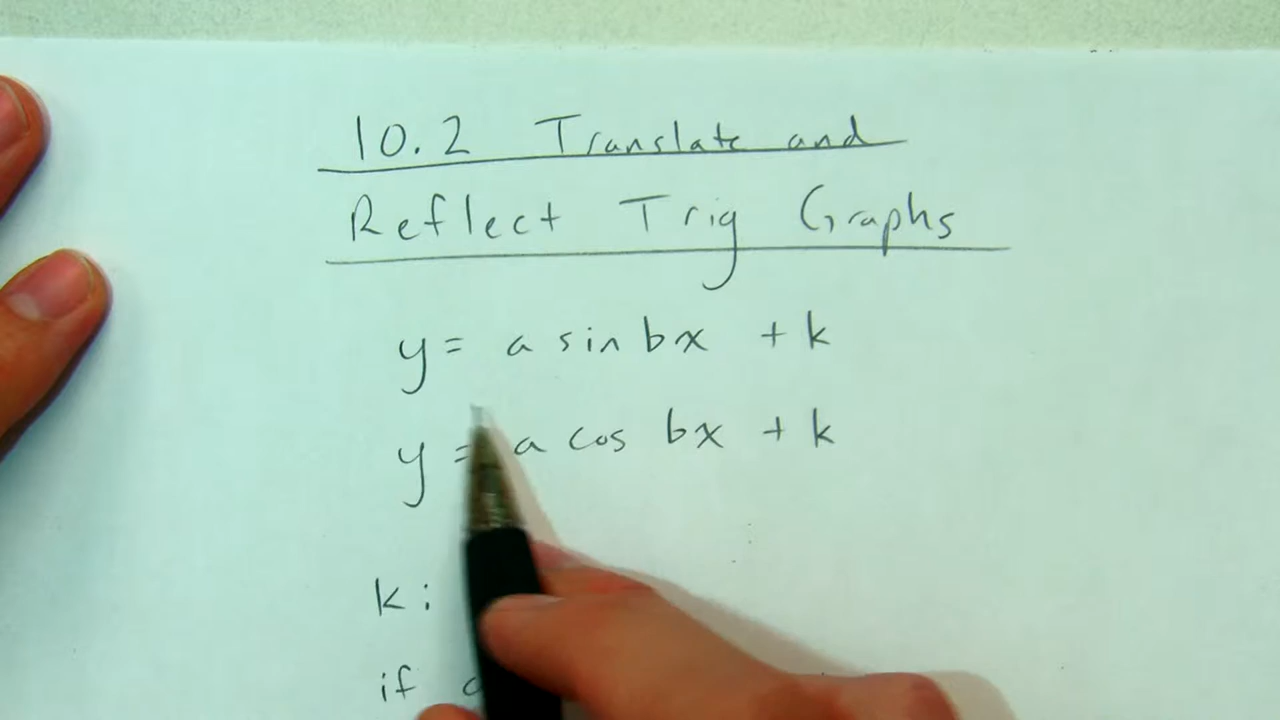 10.2 Translate and
Reflect Trig Graphs
y = a sin bx + k
y = a cos bx + k
k:
if